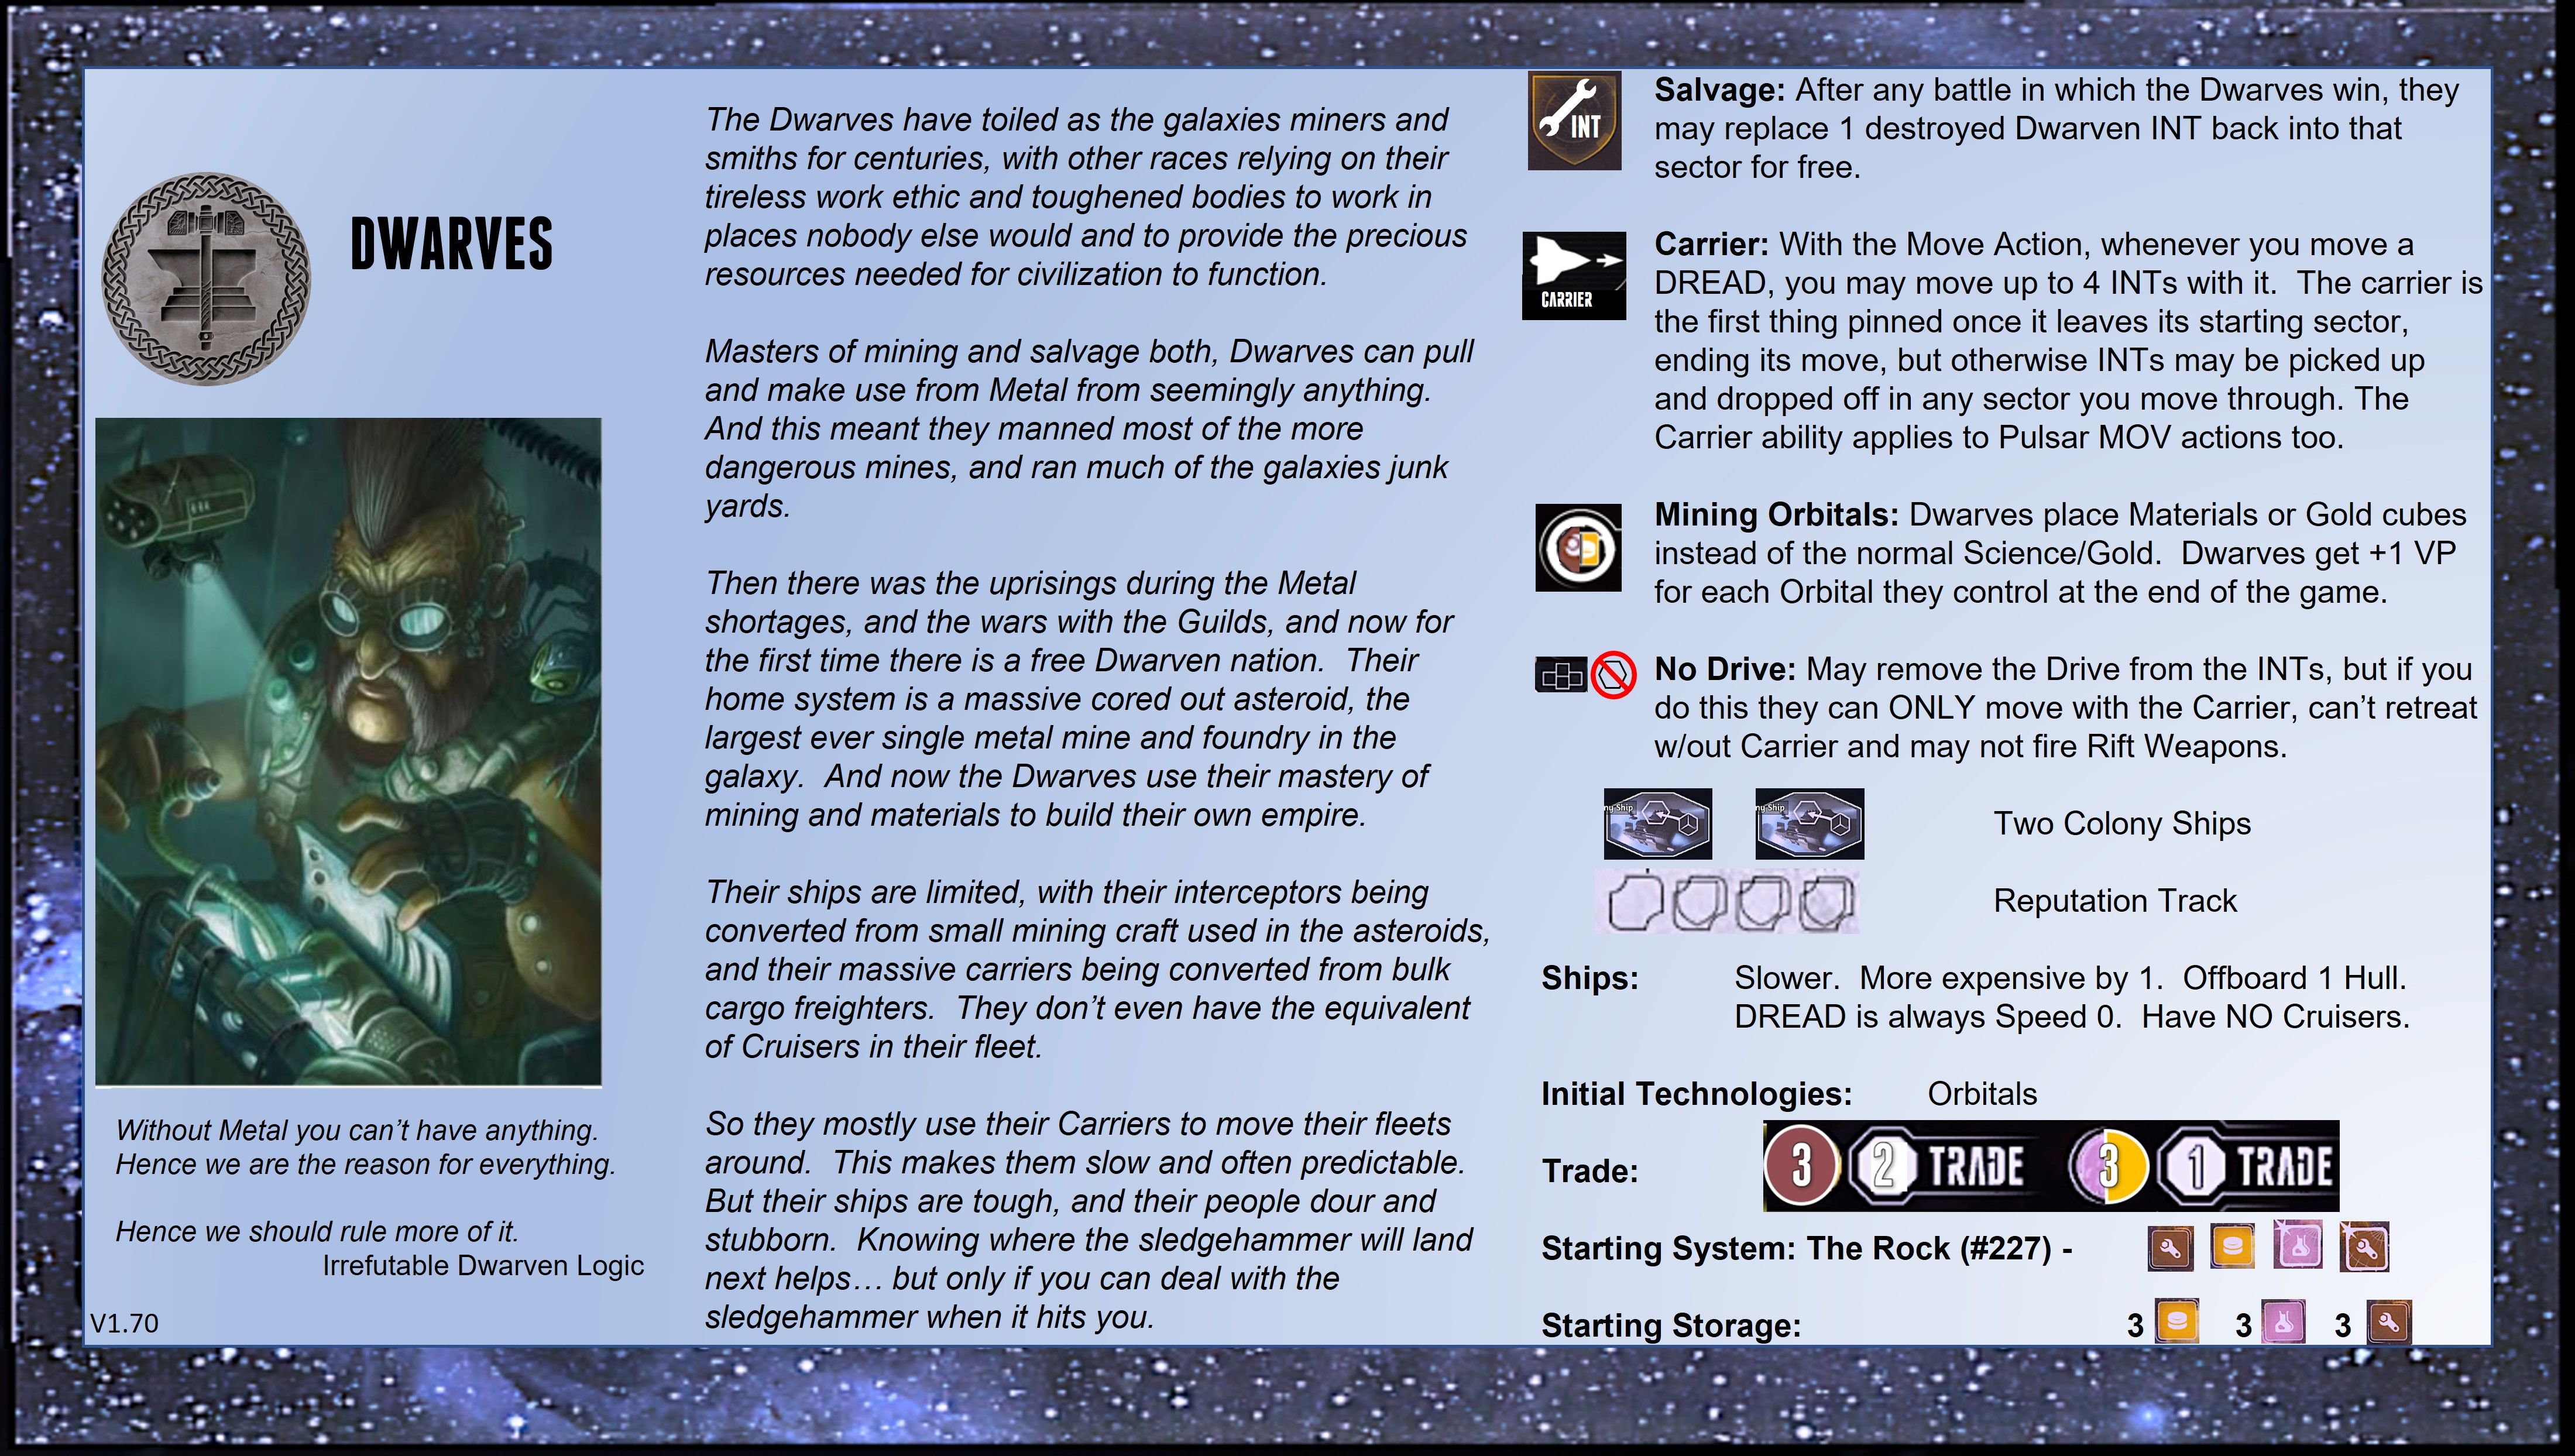 DWARVES
Without Metal you can't have anything.
Hence we are the reason for everything.
Hence we should rule more of it.
Irrefutable Dwarven Logic
V1.70
The Dwarves have toiled as the galaxies miners and
smiths for centuries, with other races relying on their
tireless work ethic and toughened bodies to work in
places nobody else would and to provide the precious
resources needed for civilization to function.
Masters of mining and salvage both, Dwarves can pull
and make use from Metal from seemingly anything.
And this meant they manned most of the more
dangerous mines, and ran much of the galaxies junk
yards.
Then there was the uprisings during the Metal
shortages, and the wars with the Guilds, and now for
the first time there is a free Dwarven nation.  Their
home system is a massive cored out asteroid, the
largest ever single metal mine and foundry in the
galaxy.  And now the Dwarves use their mastery of
mining and materials to build their own empire.
Their ships are limited, with their interceptors being
converted from small mining craft used in the asteroids,
and their massive carriers being converted from bulk
cargo freighters.  They don't even have the equivalent
of Cruisers in their fleet.
So they mostly use their Carriers to move their fleets
around.  This makes them slow and often predictable.
But their ships are tough, and their people dour and
stubborn.  Knowing where the sledgehammer will land
next helps… but only if you can deal with the
sledgehammer when it hits you.
INT
Salvage: After any battle in which the Dwarves win, they
may replace 1 destroyed Dwarven INT back into that
sector for free.
CARRIER
Carrier: With the Move Action, whenever you move a
DREAD, you may move up to 4 INTs with it.  The carrier is
the first thing pinned once it leaves its starting sector,
ending its move, but otherwise INTs may be picked up
and dropped off in any sector you move through. The
Carrier ability applies to Pulsar MOV actions too.
Mining Orbitals: Dwarves place Materials or Gold cubes
instead of the normal Science/Gold.  Dwarves get +1 VP
for each Orbital they control at the end of the game.
No Drive: May remove the Drive from the INTs, but if you
do this they can ONLY move with the Carrier, can't retreat
w/out Carrier and may not fire Rift Weapons.
ny Ship ny Ship Two Colony Ships
Reputation Track
Ships: Slower.  More expensive by 1.  Offboard 1 Hull.
DREAD is always Speed 0.  Have NO Cruisers.
Initial Technologies: Orbitals
Trade: 3 2 TRADE 3 1 TRADE
Starting System: The Rock (#227) -
Starting Storage: 3 3 3